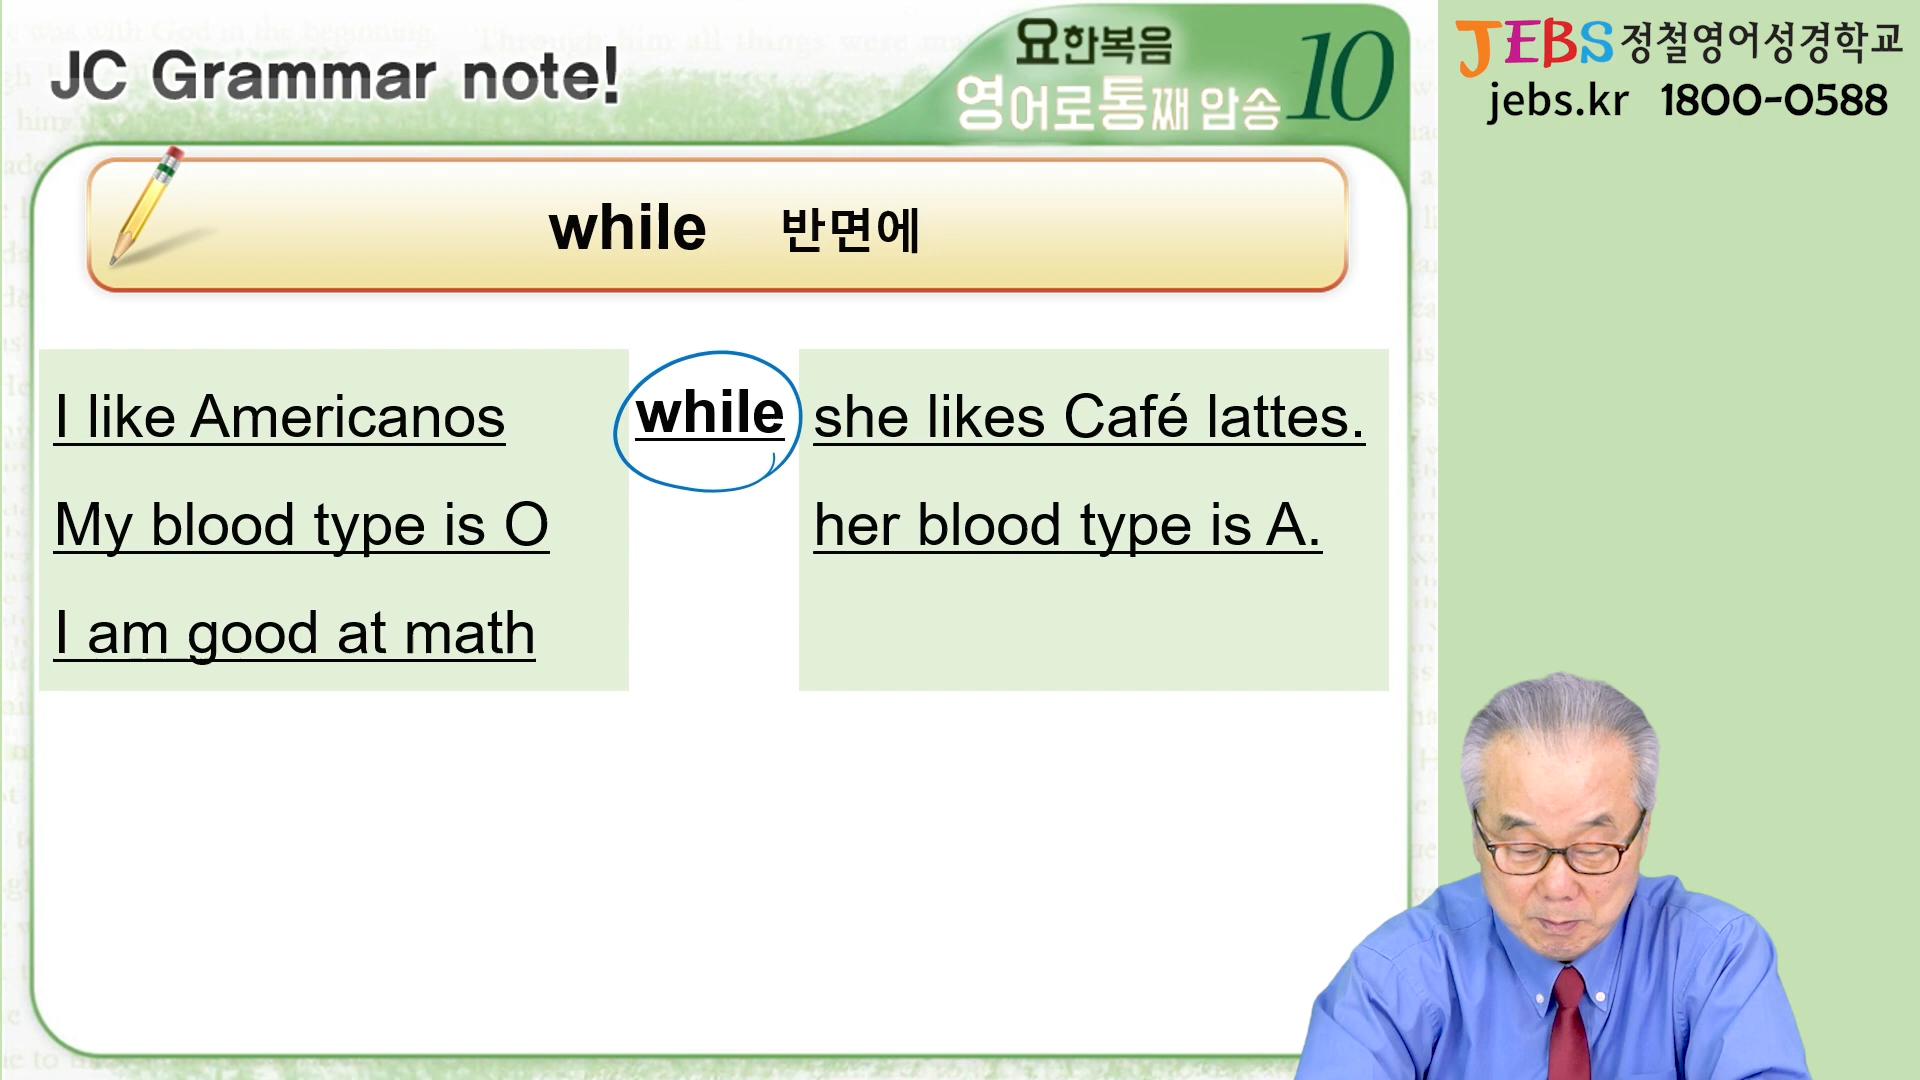 JC Grammar note!
요한복음
영어로통째 암송 10
JEBS 정철영어성경학교
jebs.kr 1800-0588
while 반면에
I like Americanos while she likes Café lattes.
My blood type is O her blood type is A.
I am good at math